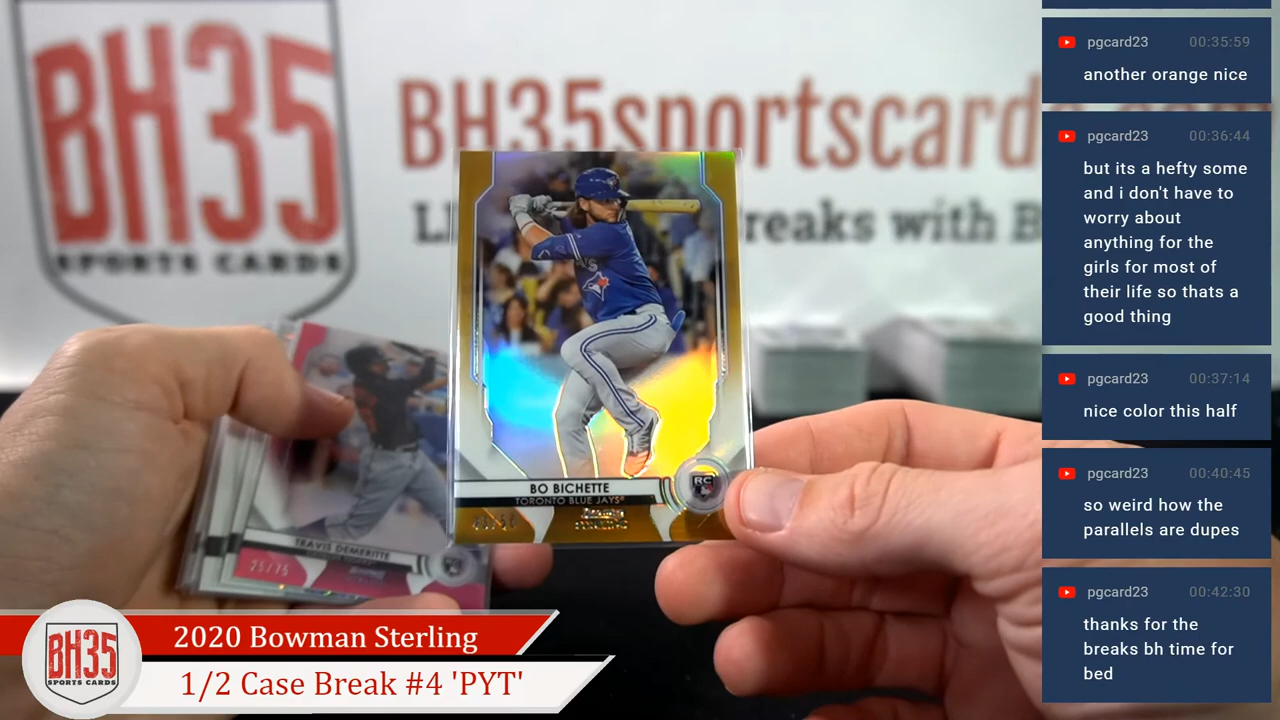 BH35
SPORTS CARDS
BH35sportscard
Breaks with B
BO BICHETTE
TORONTO BLUE JAYS
RC
TRAVIS DEMERITTE
25/75
2020 Bowman Sterling
1/2 Case Break #4 'PYT'
BH35
SPORTS CARDS
pgcard23 00:35:59
another orange nice
pgcard23 00:36:44
but its a hefty some
and i don't have to
worry about
anything for the
girls for most of
their life so thats a
good thing
pgcard23 00:37:14
nice color this half
pgcard23 00:40:45
so weird how the
parallels are dupes
pgcard23 00:42:30
thanks for the
breaks bh time for
bed